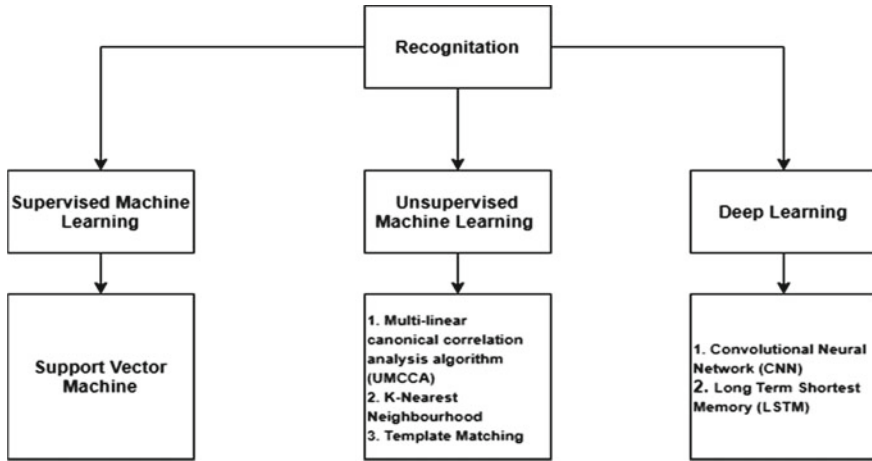 Recognitation
Supervised Machine
Learning
Unsupervised
Machine Learning
Deep Learning
Support Vector
Machine
1. Multi-linear
canonical correlation
analysis algorithm
(UMCCA)
2. K-Nearest
Neighbourhood
3. Template Matching
1. Convolutional Neural
Network (CNN)
2. Long Term Shortest
Memory (LSTM)